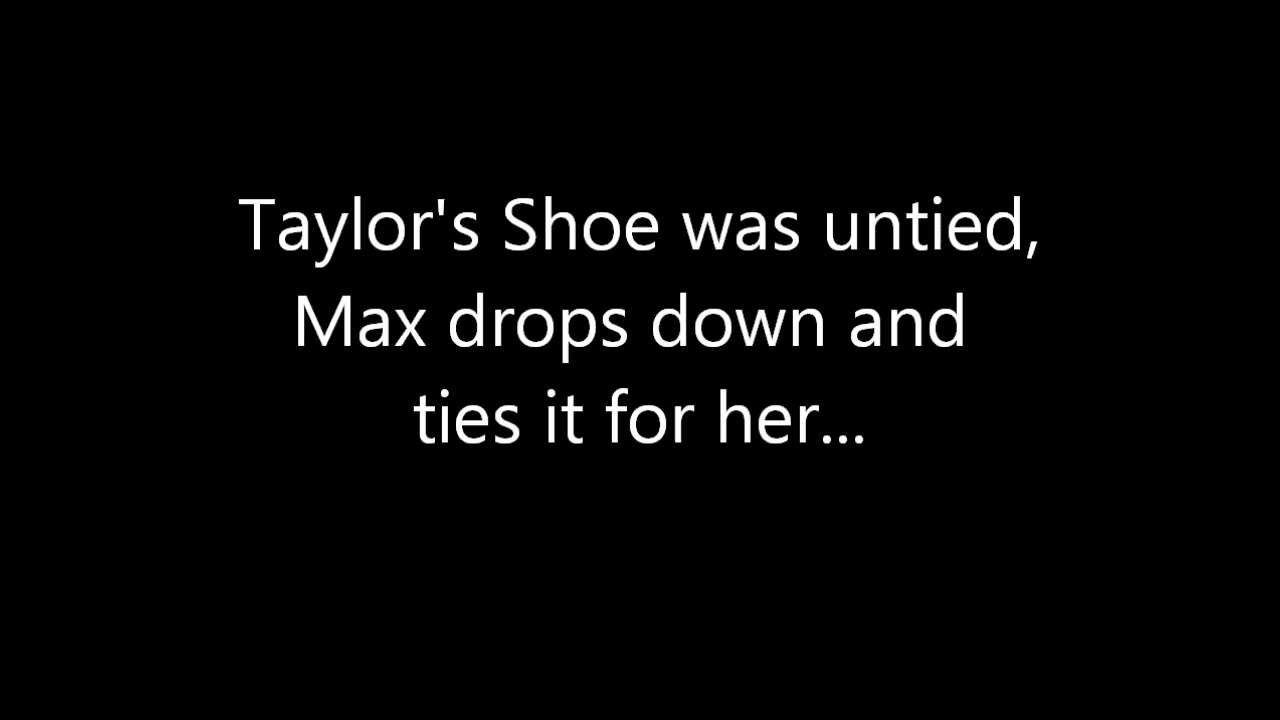 Taylor's Shoe was untied,
Max drops down and
ties it for her...